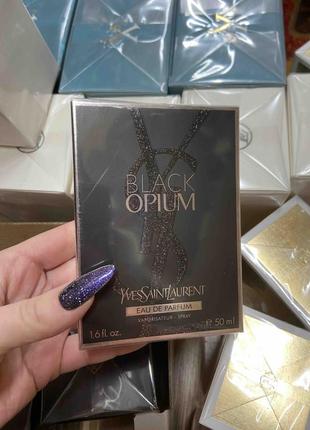 BLACK
OPIUM
YVESSAINTLAURENT
EAU DE PARFUM
VAPORISATEUR - SPRAY
1.6 fl. oz. e 50 ml